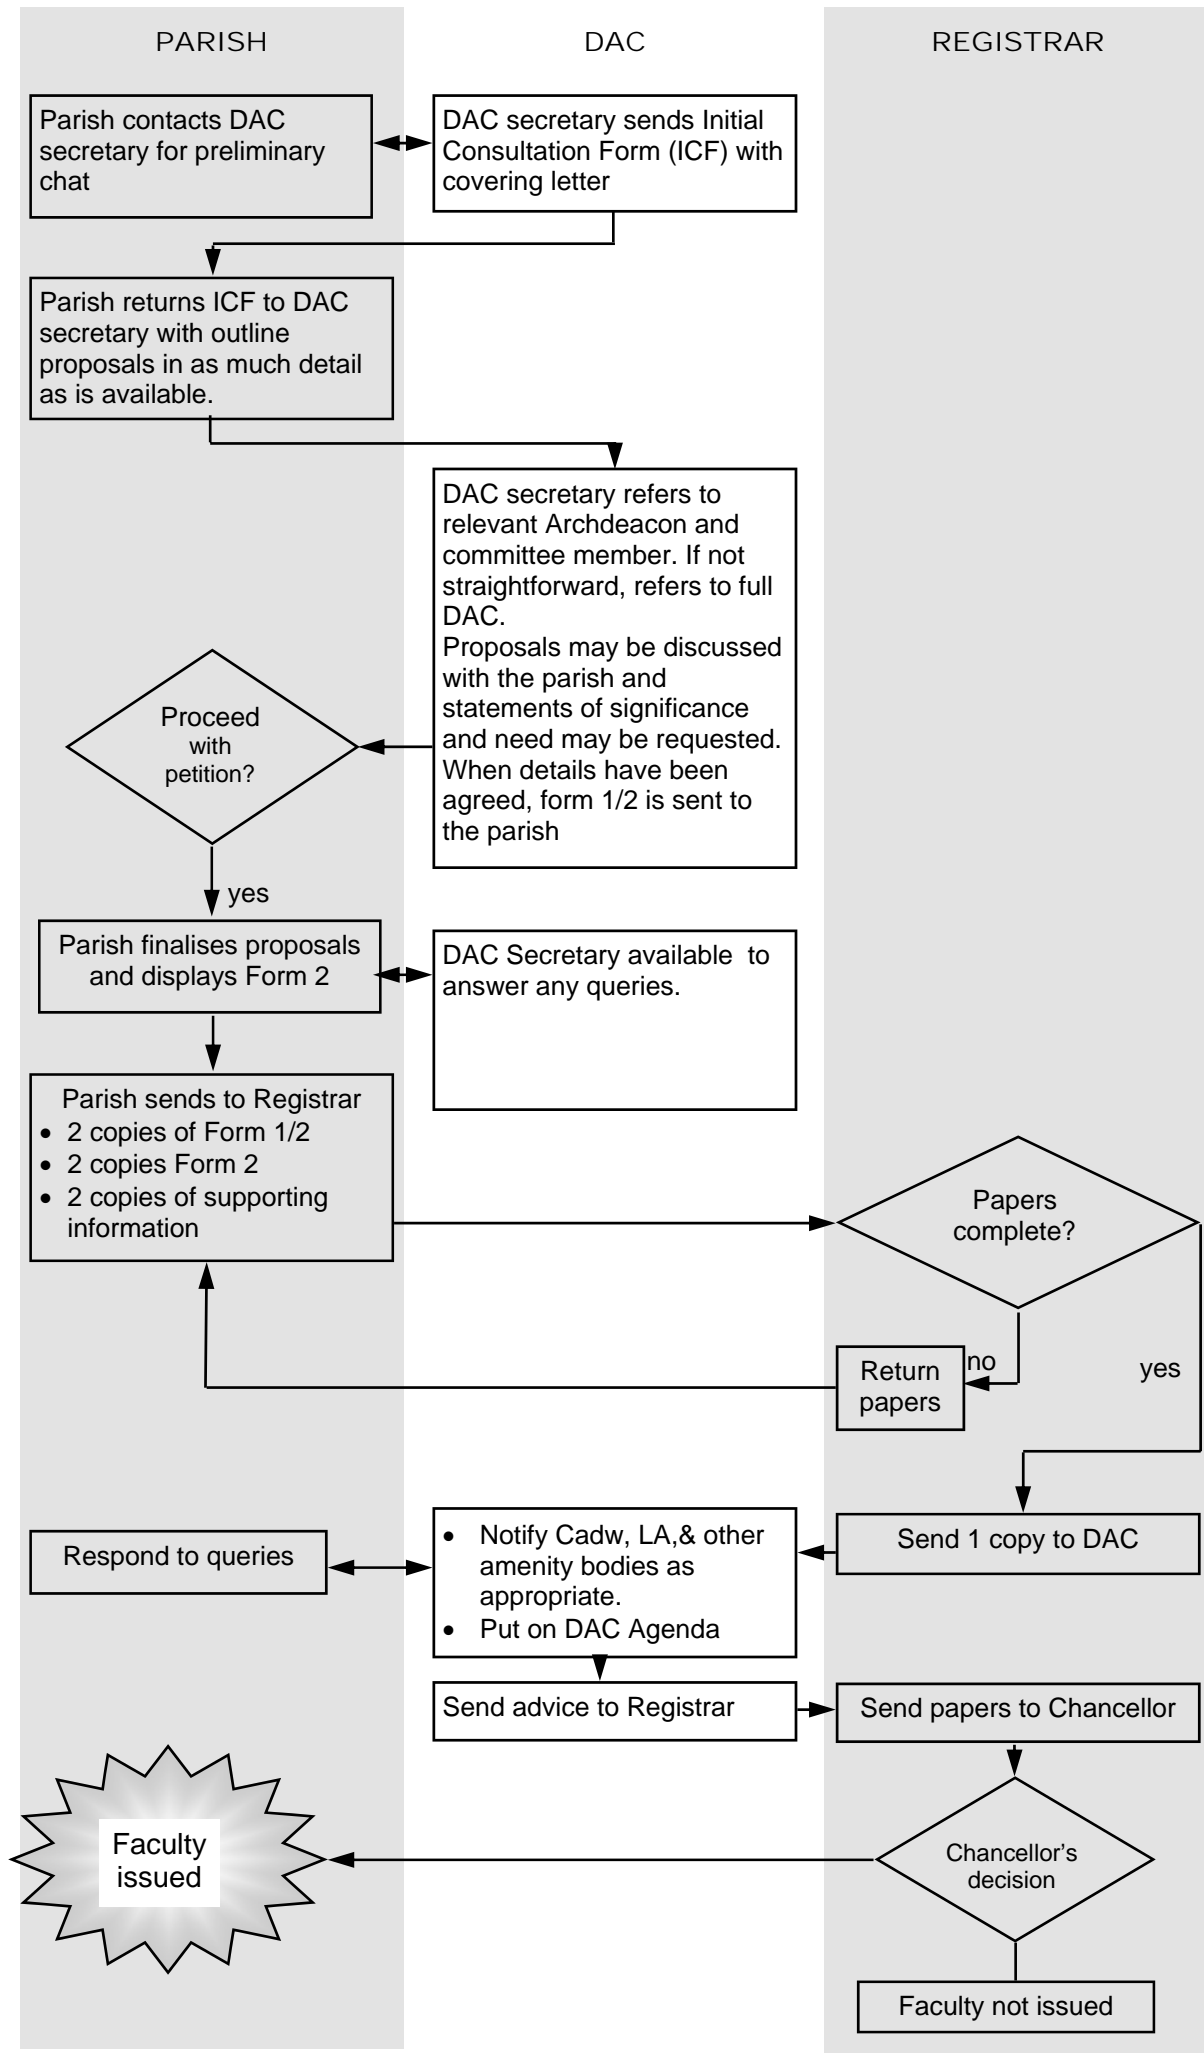 PARISH
DAC
REGISTRAR
Parish contacts DAC
secretary for preliminary
chat
DAC secretary sends Initial
Consultation Form (ICF) with
covering letter
Parish returns ICF to DAC
secretary with outline
proposals in as much detail
as is available.
DAC secretary refers to
relevant Archdeacon and
committee member. If not
straightforward, refers to full
DAC.
Proposals may be discussed
with the parish and
statements of significance
and need may be requested.
When details have been
agreed, form 1/2 is sent to
the parish
Proceed
with
petition?
yes
Parish finalises proposals
and displays Form 2
DAC Secretary available  to
answer any queries.
Parish sends to Registrar
• 2 copies of Form 1/2
• 2 copies Form 2
• 2 copies of supporting
information
Papers
complete?
no
yes
Return
papers
Send 1 copy to DAC
• Notify Cadw, LA,& other
amenity bodies as
appropriate.
• Put on DAC Agenda
Respond to queries
Send advice to Registrar
Send papers to Chancellor
Chancellor's
decision
Faculty
issued
Faculty not issued